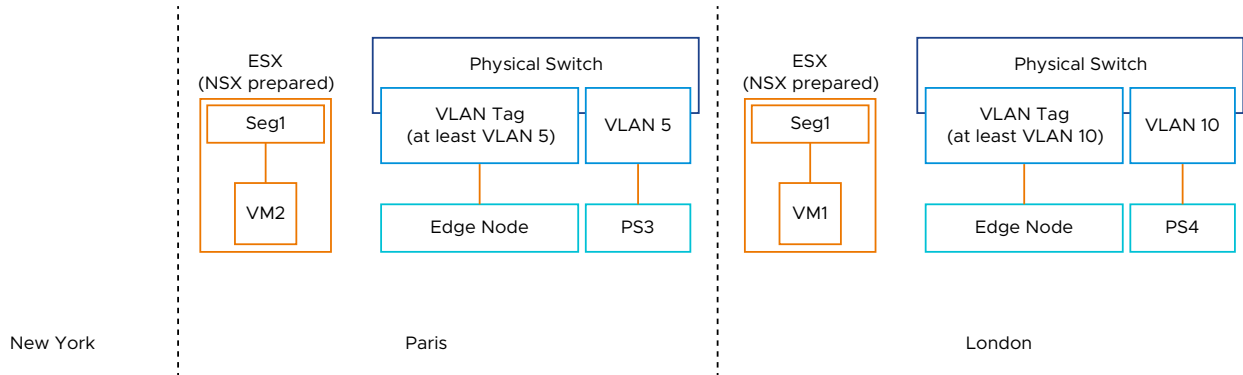 ESX
(NSX prepared)
Seg1
VM2
Physical Switch
VLAN Tag
(at least VLAN 5)
VLAN 5
Edge Node
PS3
ESX
(NSX prepared)
Seg1
VM1
Physical Switch
VLAN Tag
(at least VLAN 10)
VLAN 10
Edge Node
PS4
New York
Paris
London